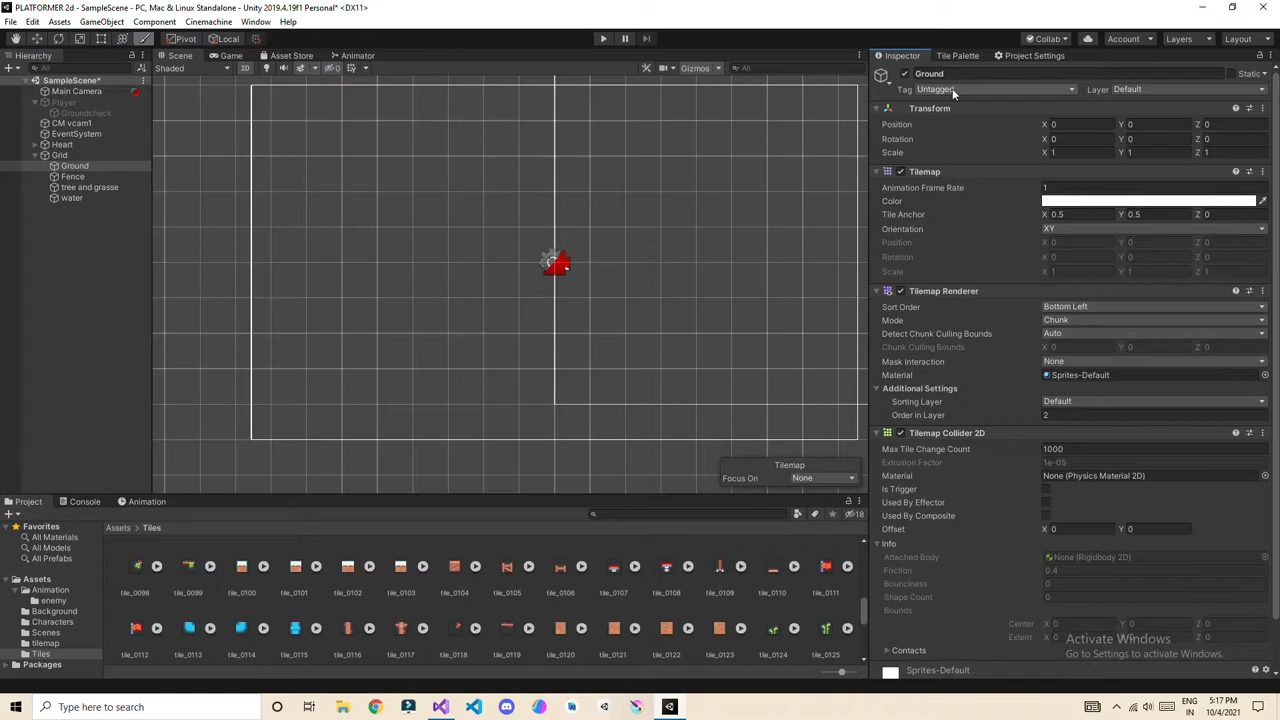 PLATFORMER 2d - SampleScene - PC, Mac & Linux Standalone - Unity 2019.4.19f1 Personal* <DX11>
File Edit Assets GameObject Component Cinemachine Window Help
Pivot Local Collab Account Layers Layout
Hierarchy Scene Game Asset Store Animator Inspector Tile Palette Project Settings
All Shaded 2D 0 Gizmos All
SampleScene*
Main Camera
Player
Groundcheck
CM vcam1
EventSystem
Heart
Grid
Ground
Fence
tree and grasse
water
Tilemap
Focus On None
Ground Static
Tag Untagged Layer Default
Transform
Position X 0 Y 0 Z 0
Rotation X 0 Y 0 Z 0
Scale X 1 Y 1 Z 1
Tilemap
Animation Frame Rate 1
Color
Tile Anchor X 0.5 Y 0.5 Z 0
Orientation XY
Position X 0 Y 0 Z 0
Rotation X 0 Y 0 Z 0
Scale X 1 Y 1 Z 1
Tilemap Renderer
Sort Order Bottom Left
Mode Chunk
Detect Chunk Culling Bounds Auto
Chunk Culling Bounds X 0 Y 0 Z 0
Mask Interaction None
Material Sprites-Default
Additional Settings
Sorting Layer Default
Order in Layer 2
Tilemap Collider 2D
Max Tile Change Count 1000
Extrusion Factor 1e-05
Material None (Physics Material 2D)
Is Trigger
Used By Effector
Used By Composite
Offset X 0 Y 0
Info
Attached Body None (Rigidbody 2D)
Friction 0.4
Bounciness 0
Shape Count 0
Bounds
Center X 0 Y 0 Z 0
Extent X 0 Y 0 Z 0
Contacts
Sprites-Default
Activate Windows
Go to Settings to activate Windows.
Project Console Animation
18
Favorites
All Materials
All Models
All Prefabs
Assets
Animation
enemy
Background
Characters
Scenes
tilemap
Tiles
Packages
Assets > Tiles
tile_0098 tile_0099 tile_0100 tile_0101 tile_0102 tile_0103 tile_0104 tile_0105 tile_0106 tile_0107 tile_0108 tile_0109 tile_0110 tile_0111
tile_0112 tile_0113 tile_0114 tile_0115 tile_0116 tile_0117 tile_0118 tile_0119 tile_0120 tile_0121 tile_0122 tile_0123 tile_0124 tile_0125
Type here to search
ENG
IN
5:17 PM
10/4/2021